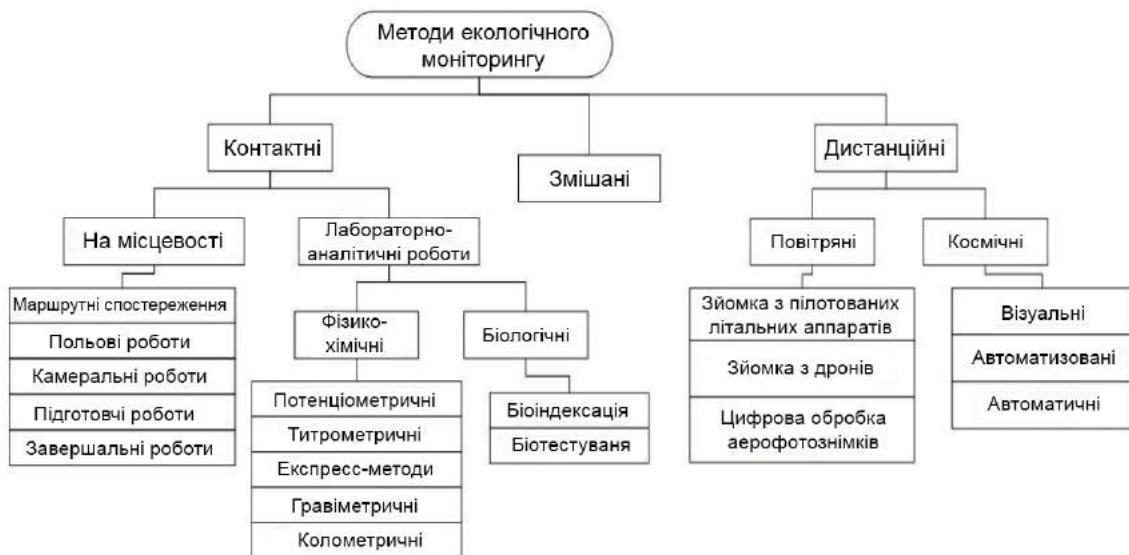 Методи екологічного
моніторингу
Контактні
Змішані
Дистанційні
На місцевості
Лабораторно-
аналітичні роботи
Повітряні
Космічні
Маршрутні спостереження
Польові роботи
Камеральні роботи
Підготовчі роботи
Завершальні роботи
Фізико-
хімічні
Біологічні
Потенціометричні
Титрометричні
Експресс-методи
Гравіметричні
Колометричні
Біоіндексація
Біотестуваня
Зйомка з пілотованих
літальних аппаратів
Зйомка з дронів
Цифрова обробка
аерофотознімків
Візуальні
Автоматизовані
Автоматичні